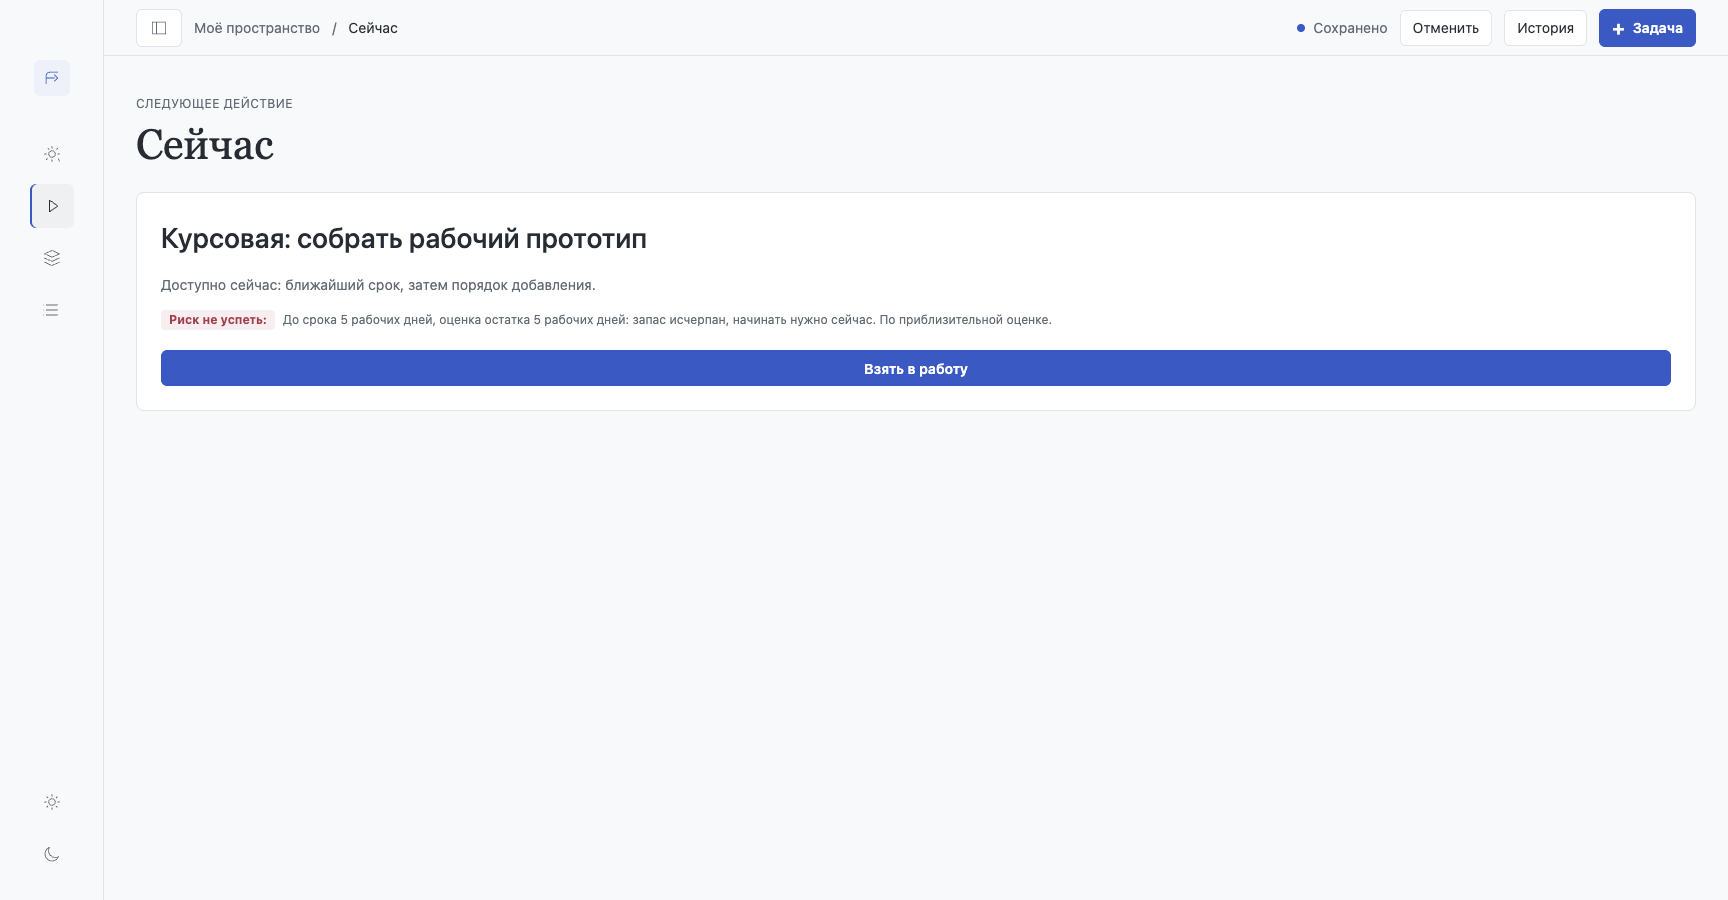 Моё пространство / Сейчас
Сохранено
Отменить
История
+ Задача
СЛЕДУЮЩЕЕ ДЕЙСТВИЕ
Сейчас
Курсовая: собрать рабочий прототип
Доступно сейчас: ближайший срок, затем порядок добавления.
Риск не успеть: До срока 5 рабочих дней, оценка остатка 5 рабочих дней: запас исчерпан, начинать нужно сейчас. По приблизительной оценке.
Взять в работу